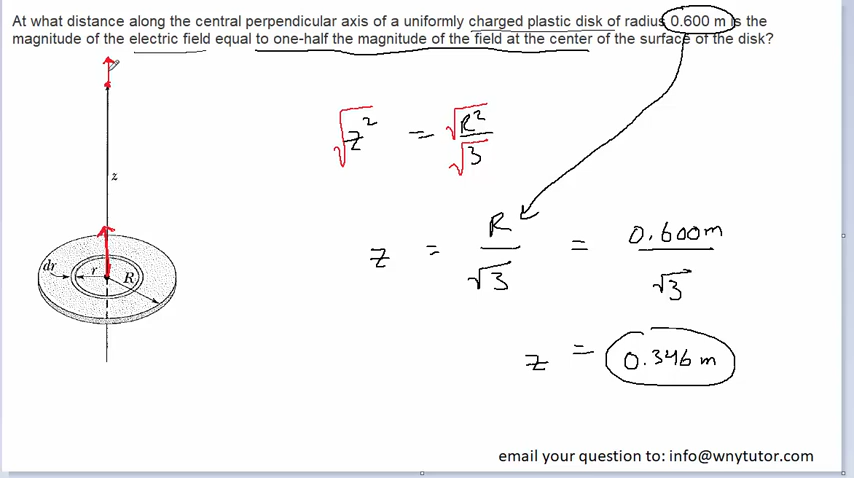 At what distance along the central perpendicular axis of a uniformly charged plastic disk of radius 0.600 m is the
magnitude of the electric field equal to one-half the magnitude of the field at the center of the surface of the disk?
√z² = √R²/√3
z
z = R/√3 = 0.600m/√3
dr r R
z = 0.346 m
email your question to: info@wnytutor.com